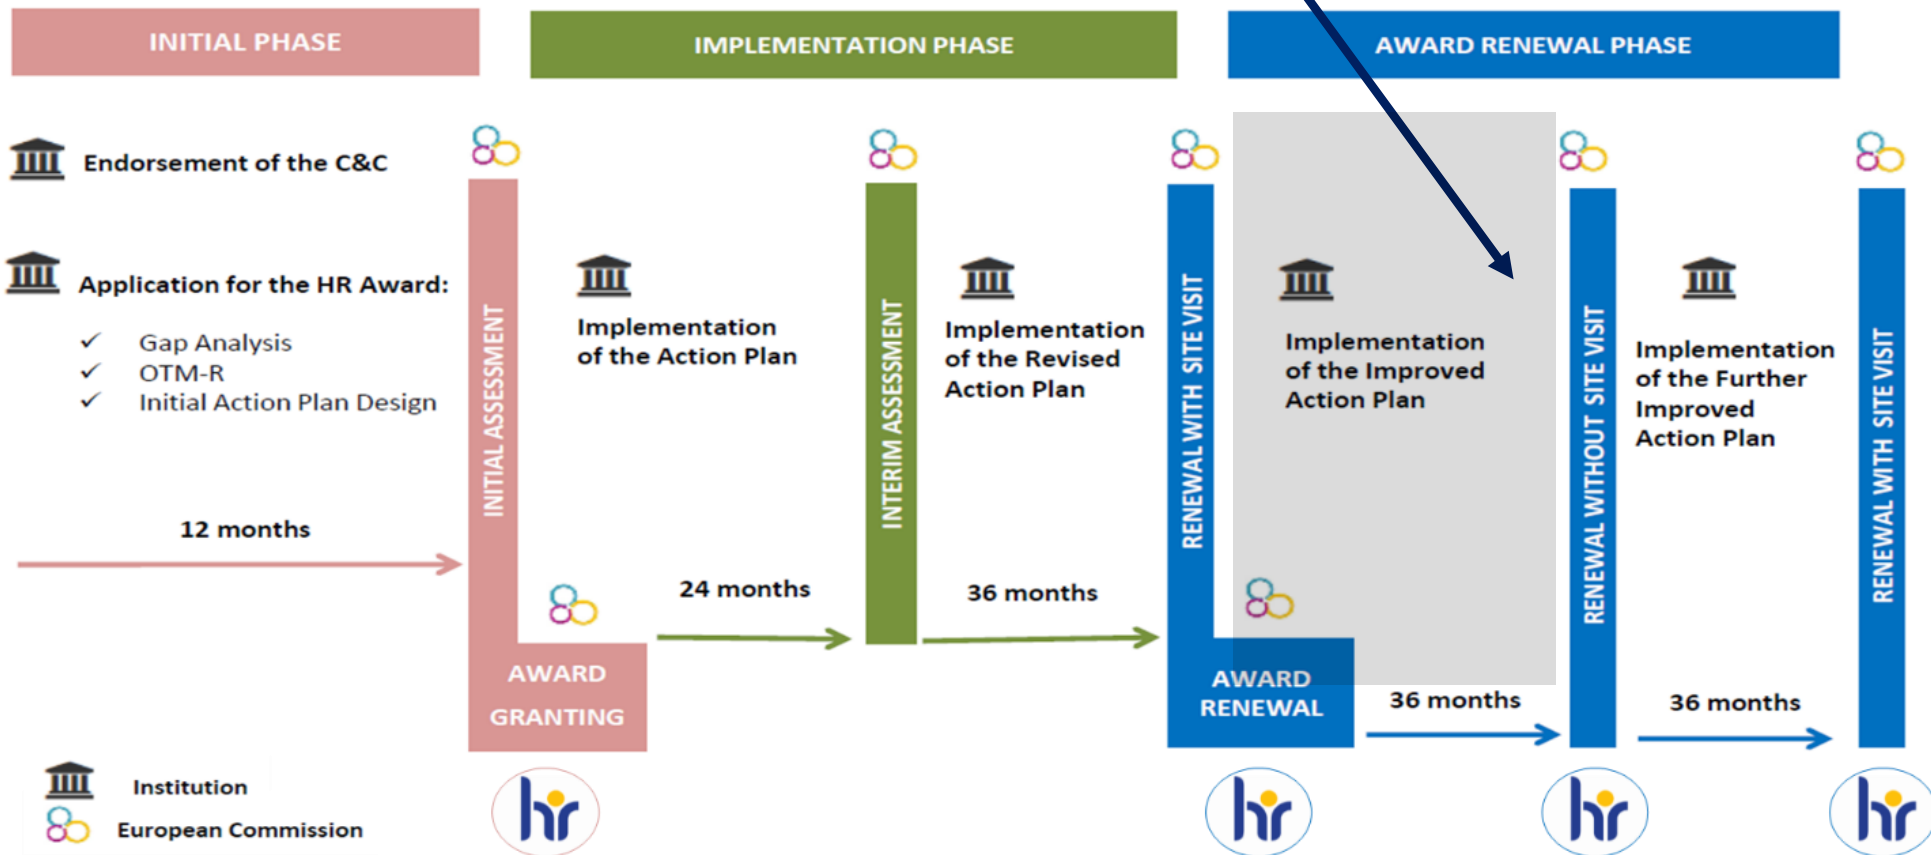 INITIAL PHASE
IMPLEMENTATION PHASE
AWARD RENEWAL PHASE
Endorsement of the C&C
Application for the HR Award:
✓ Gap Analysis
✓ OTM-R
✓ Initial Action Plan Design
12 months
INITIAL ASSESSMENT
AWARD
GRANTING
Implementation
of the Action Plan
24 months
INTERIM ASSESSMENT
Implementation
of the Revised
Action Plan
36 months
RENEWAL WITH SITE VISIT
AWARD
RENEWAL
Implementation
of the Improved
Action Plan
36 months
RENEWAL WITHOUT SITE VISIT
Implementation
of the Further
Improved
Action Plan
36 months
RENEWAL WITH SITE VISIT
Institution
European Commission
hr
hr
hr
hr